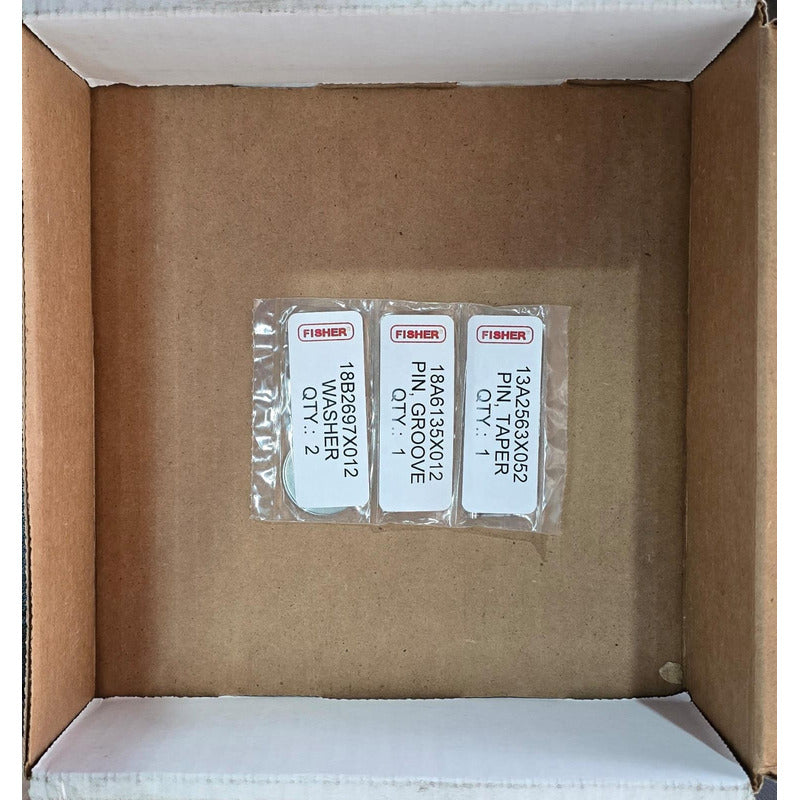 FISHER
18B2697X012
WASHER
QTY.: 2
FISHER
18A6135X012
PIN, GROOVE
QTY.: 1
FISHER
13A2563X052
PIN, TAPER
QTY.: 1